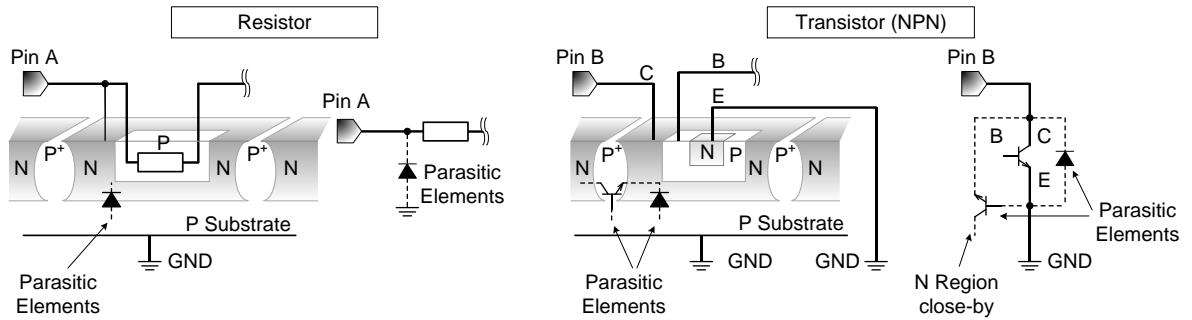 Resistor
Transistor (NPN)
Pin A
Pin A
N
P+
N
P
N
P+
N
Parasitic
Elements
P Substrate
GND
Parasitic
Elements
Pin B
C
B
E
N
P+
N
N
P
N
P+
N
P Substrate
GND
GND
Parasitic
Elements
Pin B
B
C
E
Parasitic
Elements
GND
N Region
close-by